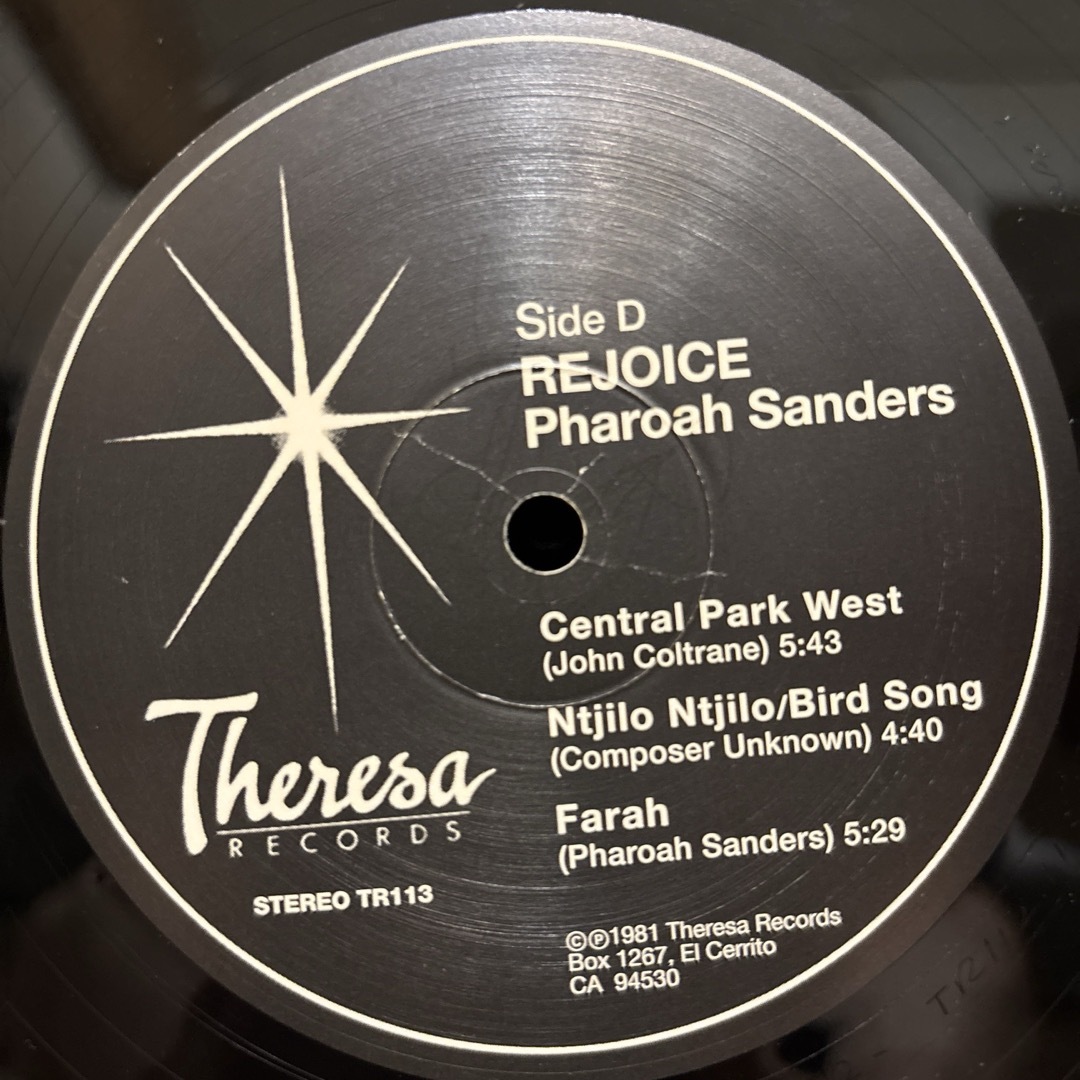 Side D
REJOICE
Pharoah Sanders
Central Park West
(John Coltrane) 5:43
Ntjilo Ntjilo/Bird Song
(Composer Unknown) 4:40
Farah
(Pharoah Sanders) 5:29
Theresa
RECORDS
STEREO TR113
©℗1981 Theresa Records
Box 1267, El Cerrito
CA 94530